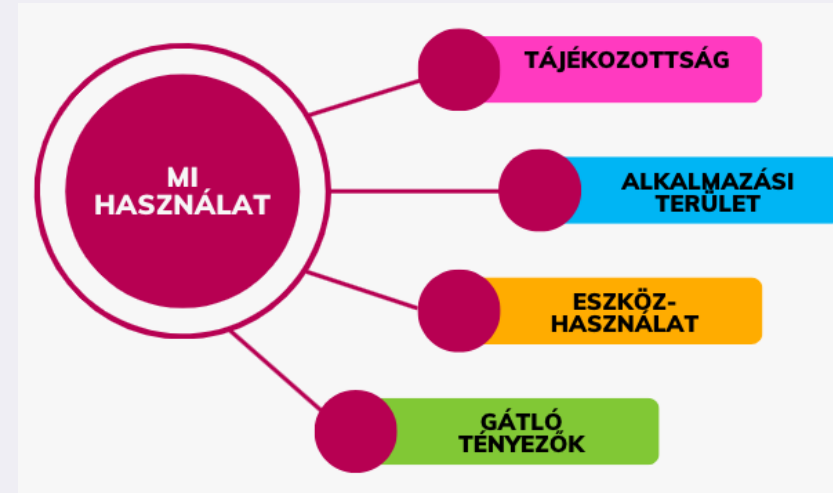 MI
HASZNÁLAT
TÁJÉKOZOTTSÁG
ALKALMAZÁSI
TERÜLET
ESZKÖZ-
HASZNÁLAT
GÁTLÓ
TÉNYEZŐK